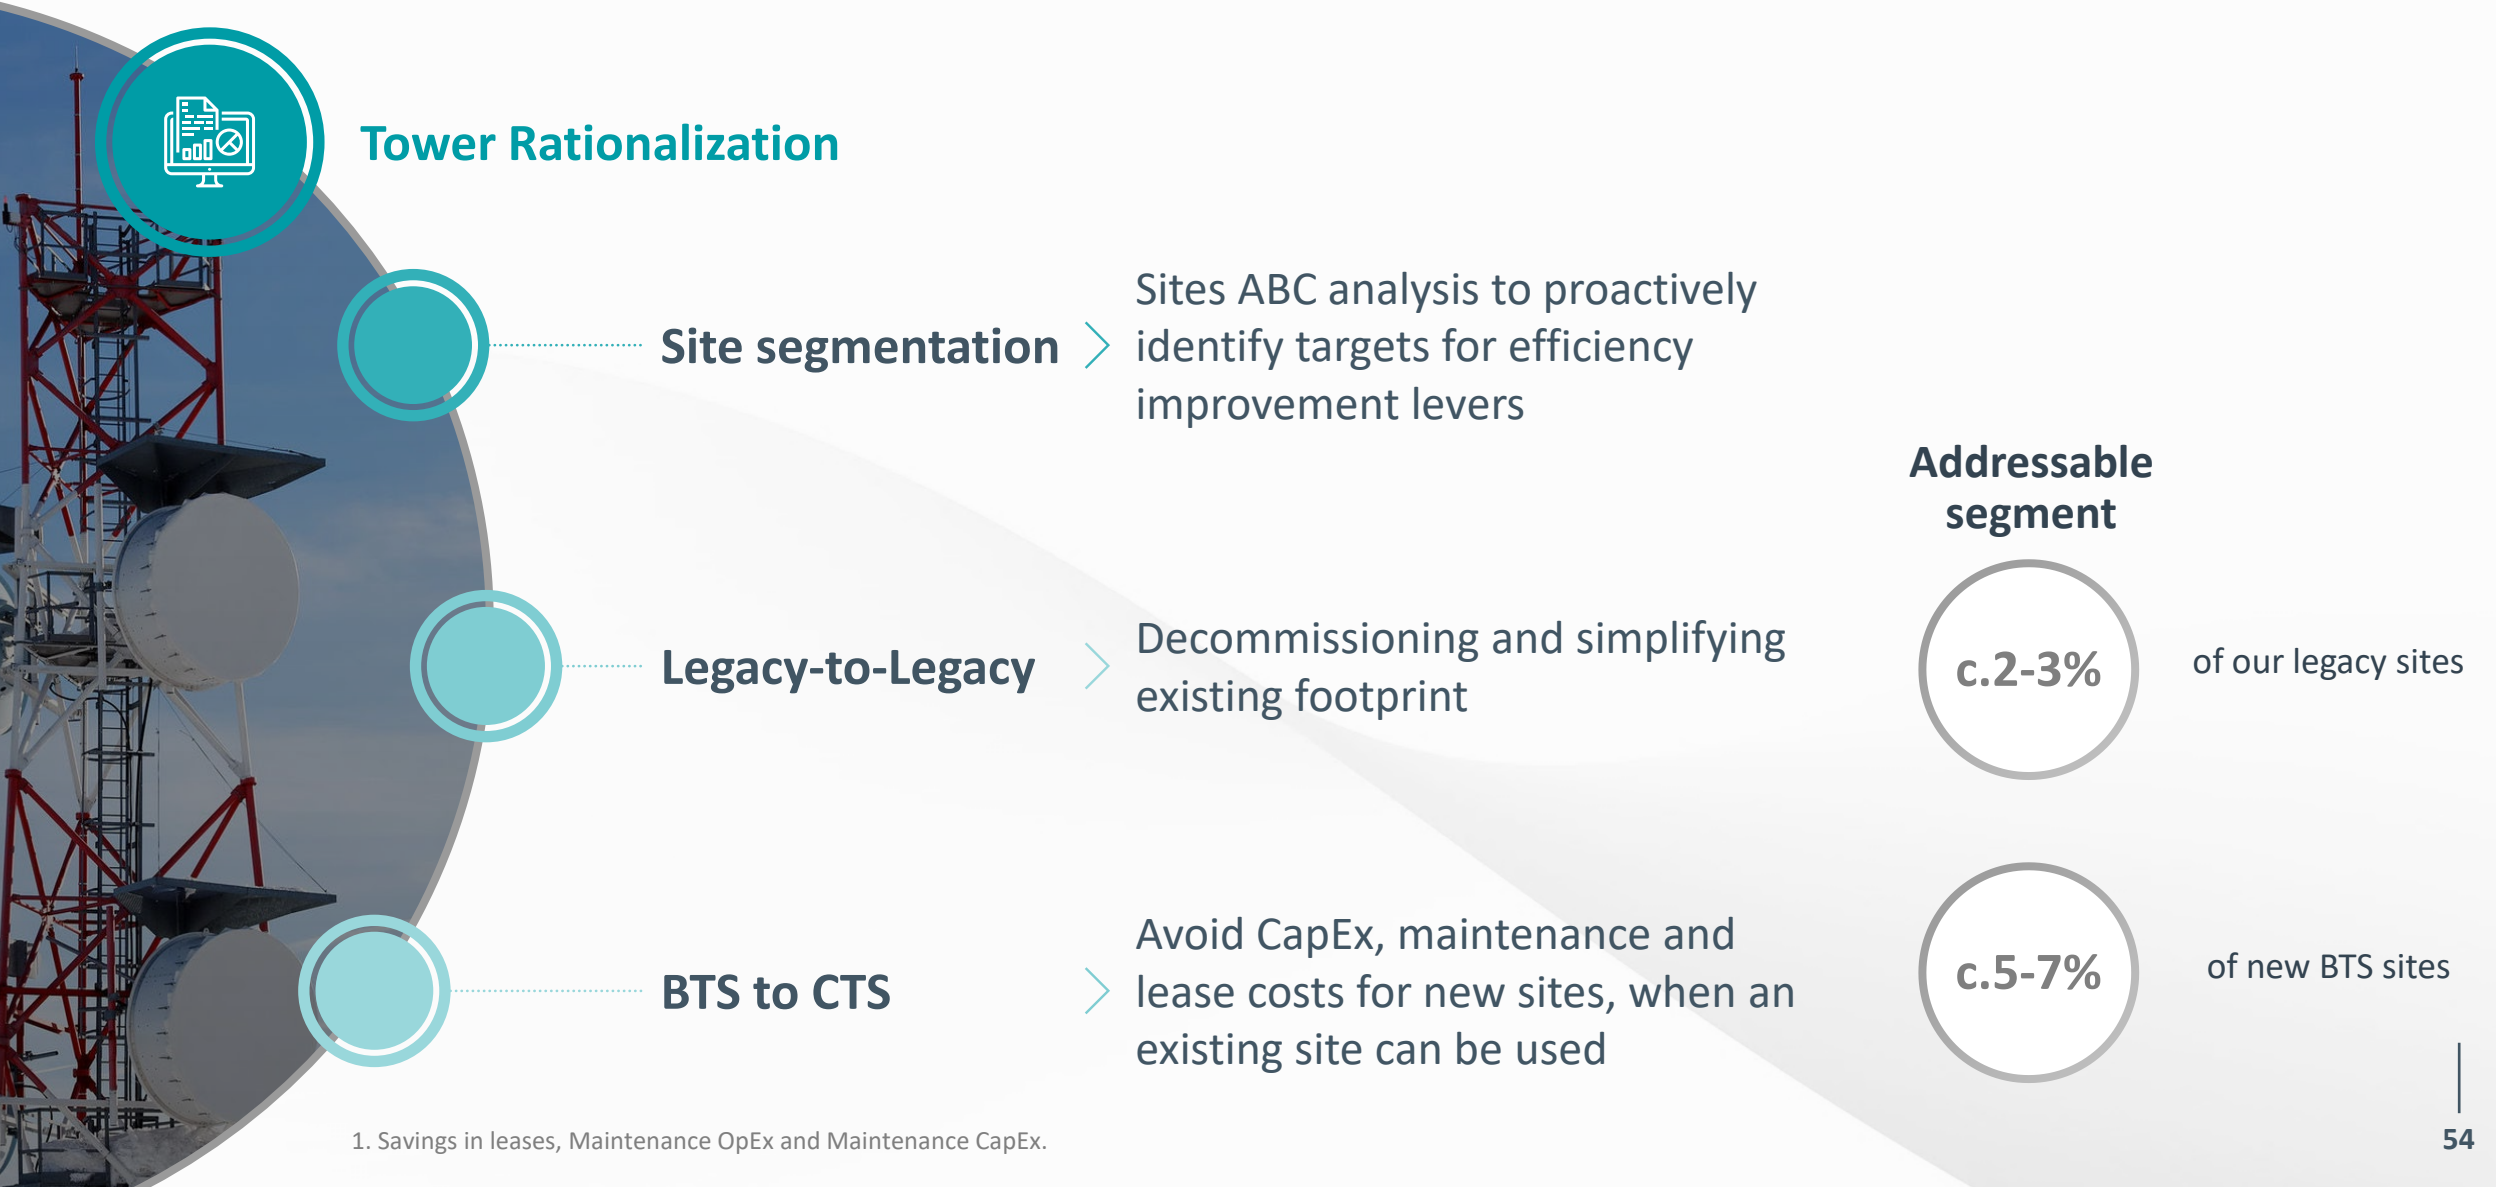 Tower Rationalization
Site segmentation
Sites ABC analysis to proactively
identify targets for efficiency
improvement levers
Addressable
segment
Legacy-to-Legacy
Decommissioning and simplifying
existing footprint
c.2-3%
of our legacy sites
BTS to CTS
Avoid CapEx, maintenance and
lease costs for new sites, when an
existing site can be used
c.5-7%
of new BTS sites
1. Savings in leases, Maintenance OpEx and Maintenance CapEx.
54